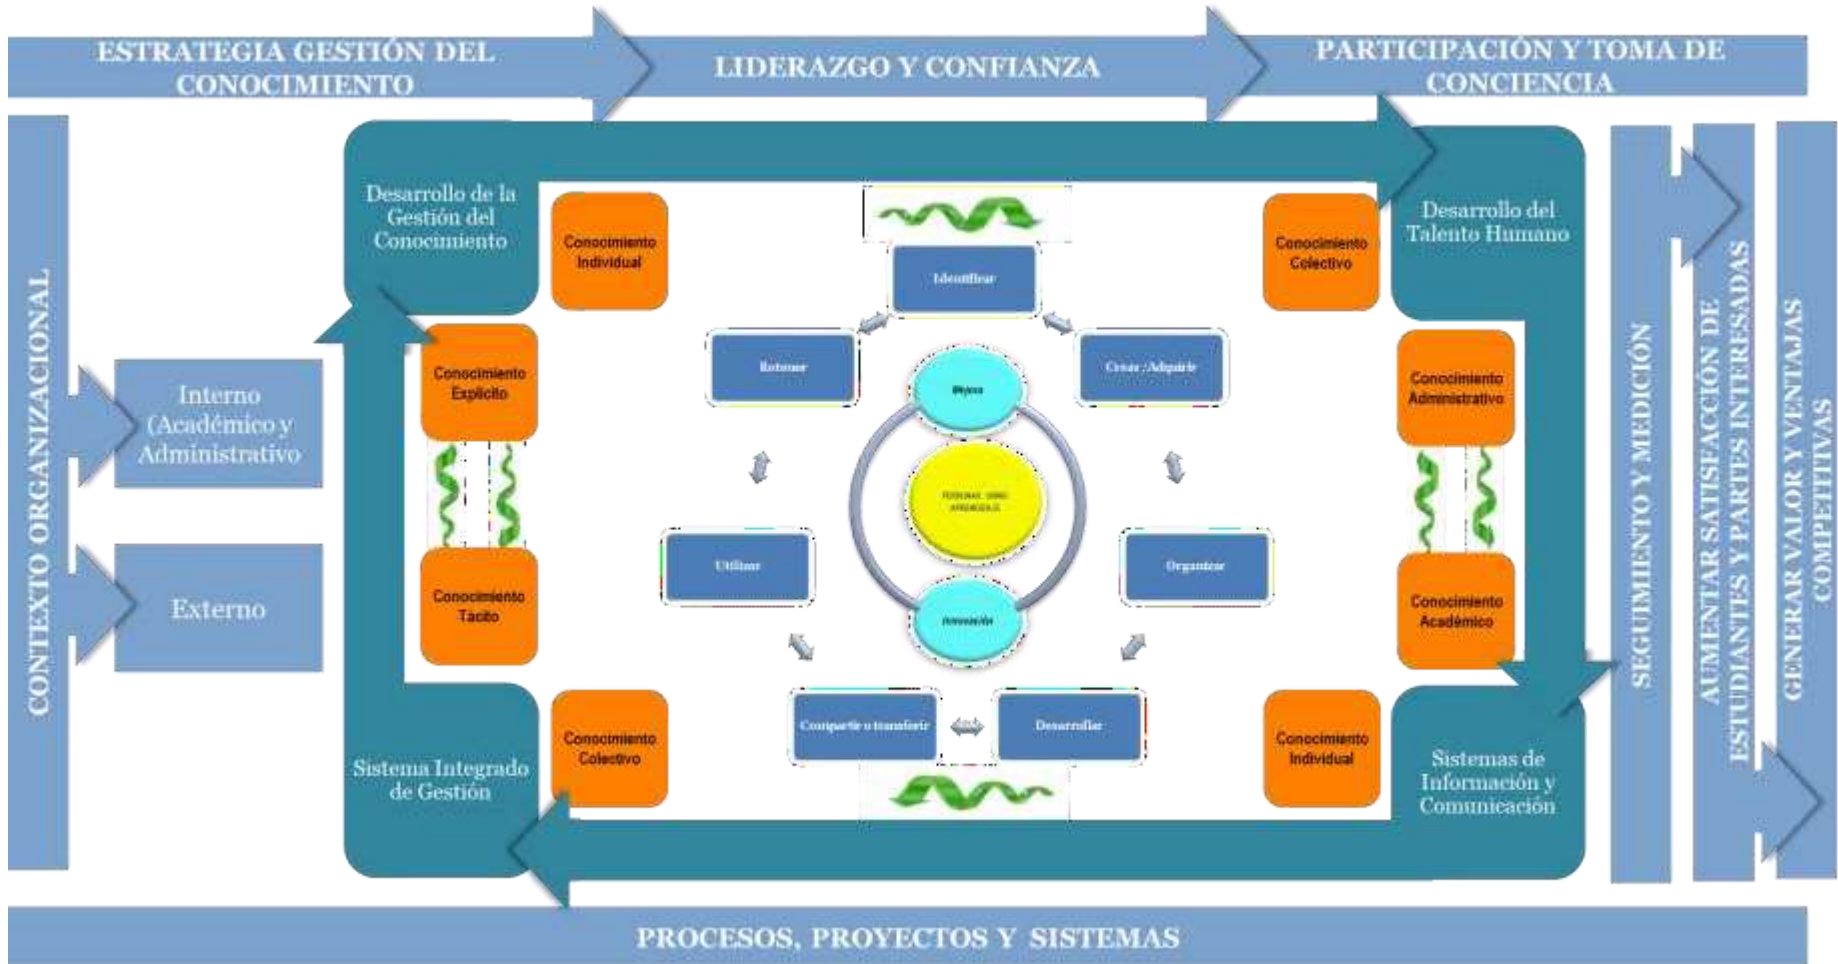 ESTRATEGIA GESTIÓN DEL
CONOCIMIENTO
LIDERAZGO Y CONFIANZA
PARTICIPACIÓN Y TOMA DE
CONCIENCIA
CONTEXTO ORGANIZACIONAL
Interno
(Académico y
Administrativo
Externo
Desarrollo de la
Gestión del
Conocimiento
Desarrollo del
Talento Humano
Conocimiento
Individual
Conocimiento
Colectivo
Identificar
Retener
Crear /Adquirir
Conocimiento
Explícito
Conocimiento
Administrativo
Mejora
Utilizar
Organizar
Innovación
Conocimiento
Tácito
Conocimiento
Académico
Compartir o transferir
Desarrollar
Conocimiento
Colectivo
Conocimiento
Individual
Sistema Integrado
de Gestión
Sistemas de
Información y
Comunicación
SEGUIMIENTO Y MEDICIÓN
AUMENTAR SATISFACCIÓN DE
ESTUDIANTES Y PARTES INTERESADAS
GENERAR VALOR Y VENTAJAS
COMPETITIVAS
PROCESOS, PROYECTOS Y SISTEMAS